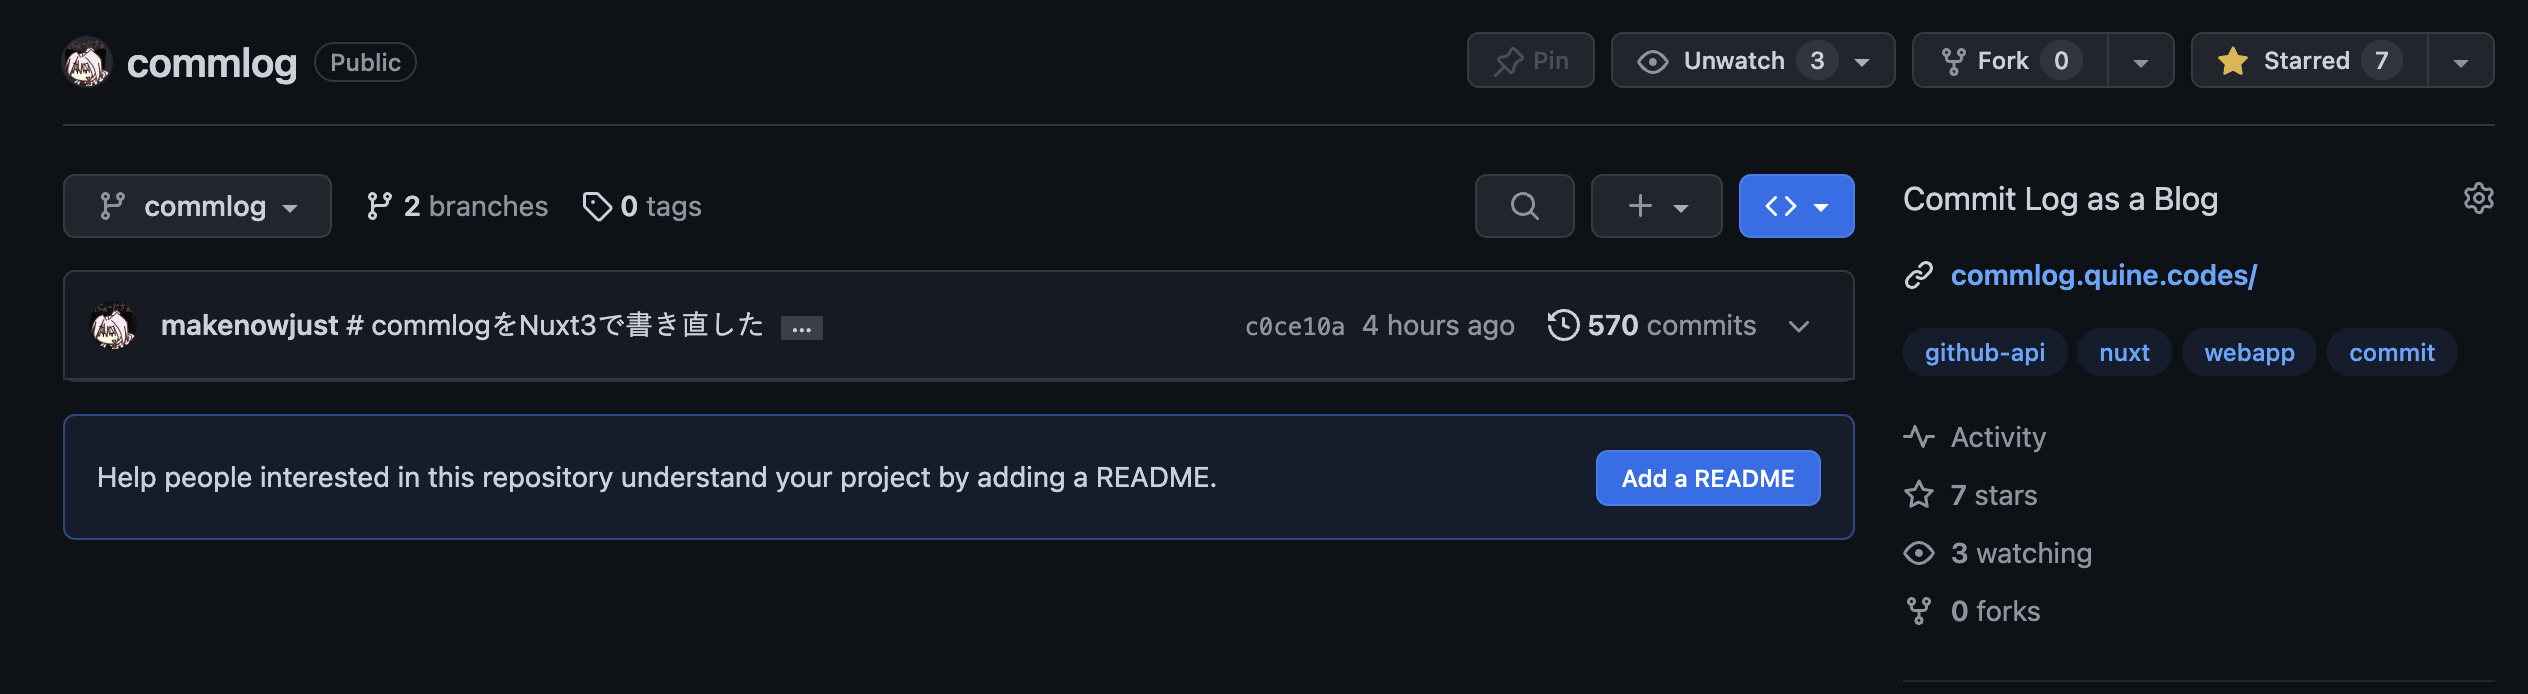 commlog Public Pin Unwatch 3 Fork 0 Starred 7
commlog 2 branches 0 tags
makenowjust # commlogをNuxt3で書き直した ... c0ce10a 4 hours ago 570 commits
Help people interested in this repository understand your project by adding a README. Add a README
Commit Log as a Blog
commlog.quine.codes/
github-api nuxt webapp commit
Activity
7 stars
3 watching
0 forks